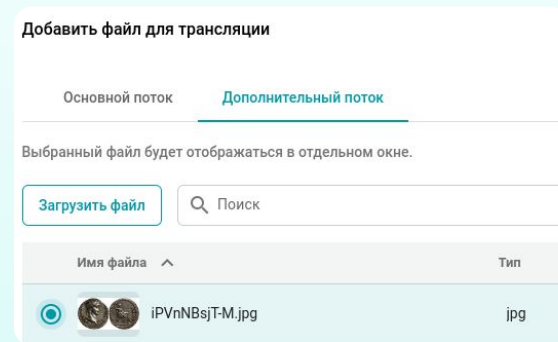 Добавить файл для трансляции
Основной поток Дополнительный поток
Выбранный файл будет отображаться в отдельном окне.
Загрузить файл Поиск
Имя файла Тип
iPVnNBsjT-M.jpg jpg